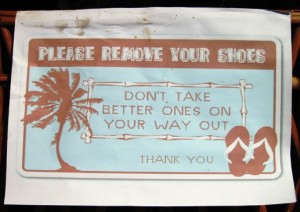 PLEASE REMOVE YOUR SHOES
DON'T TAKE
BETTER ONES ON
YOUR WAY OUT
THANK YOU